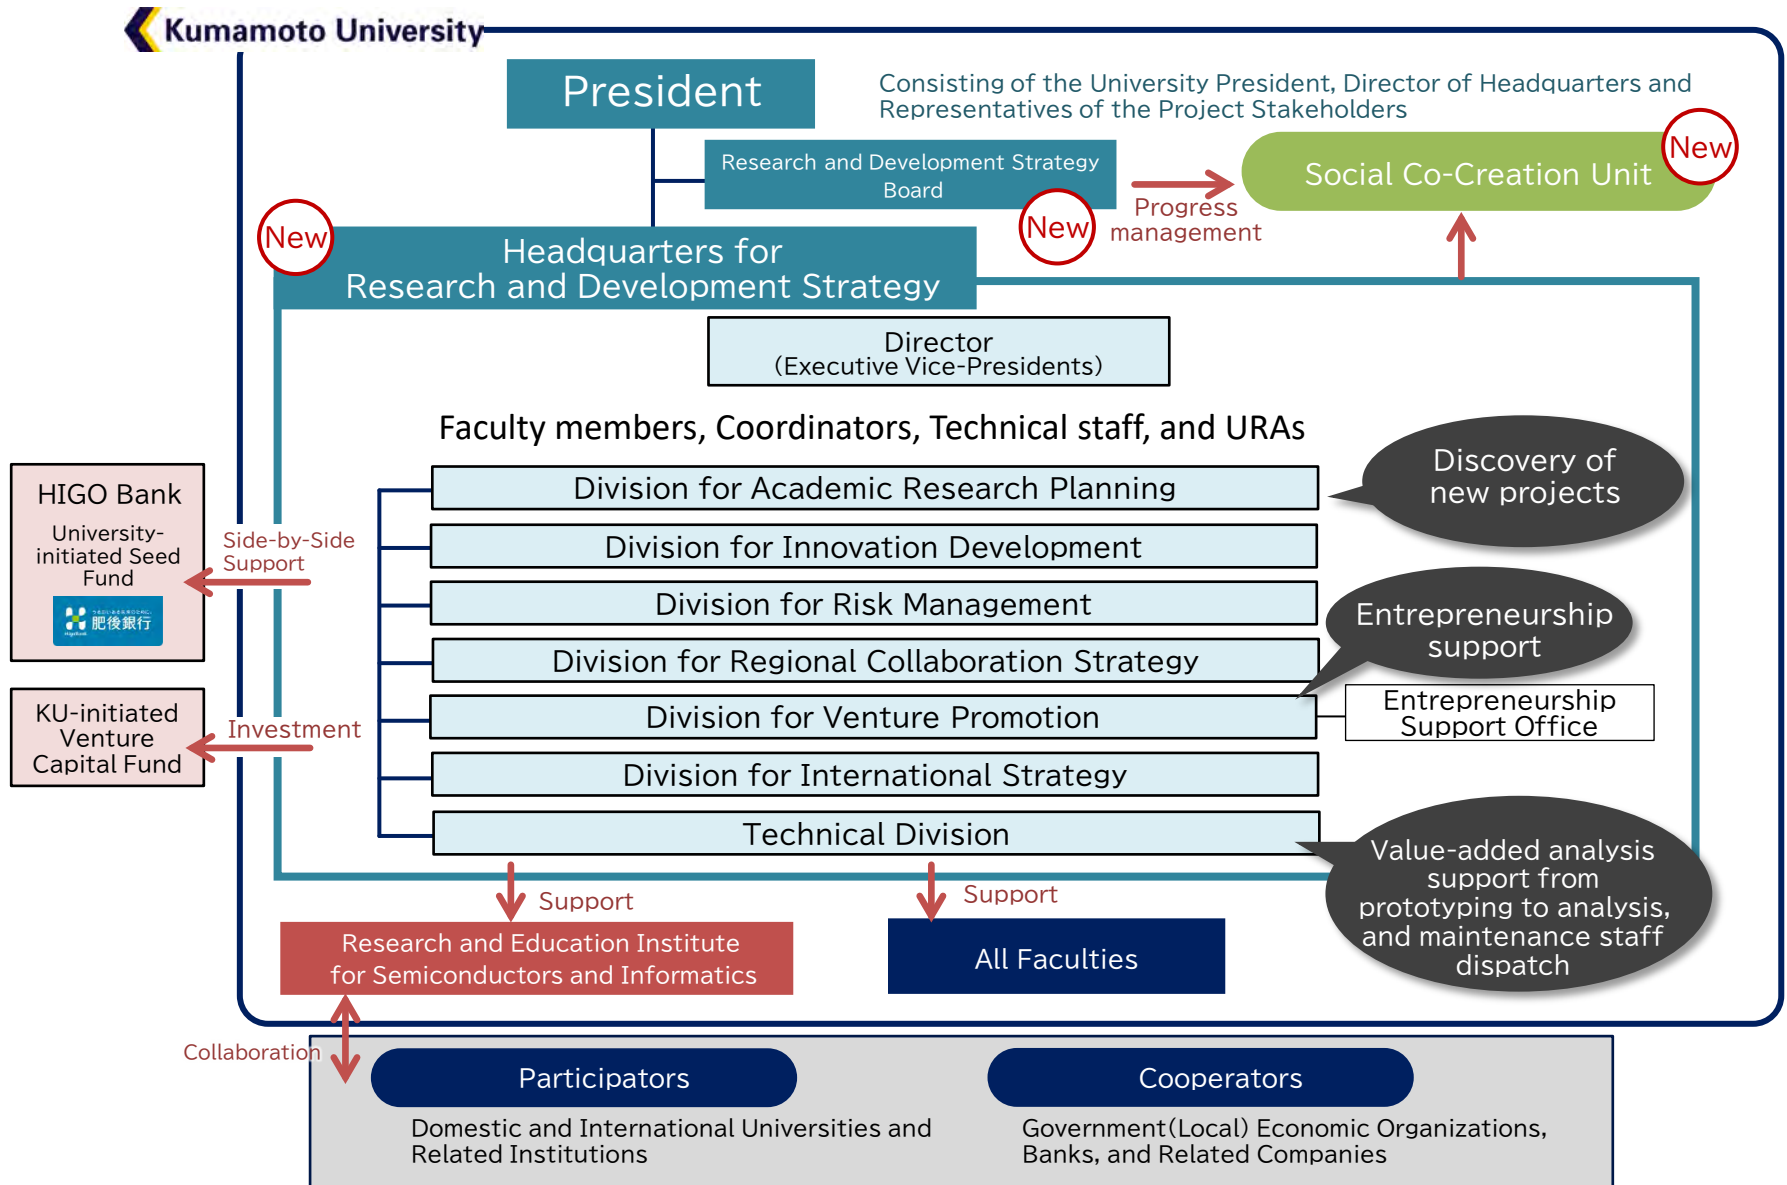 Kumamoto University
President
Consisting of the University President, Director of Headquarters and
Representatives of the Project Stakeholders
Research and Development Strategy
Board
New
Progress
management
Social Co-Creation Unit
New
New
Headquarters for
Research and Development Strategy
Director
(Executive Vice-Presidents)
Faculty members, Coordinators, Technical staff, and URAs
Division for Academic Research Planning
Division for Innovation Development
Division for Risk Management
Division for Regional Collaboration Strategy
Division for Venture Promotion
Division for International Strategy
Technical Division
Discovery of
new projects
Entrepreneurship
support
Entrepreneurship
Support Office
Value-added analysis
support from
prototyping to analysis,
and maintenance staff
dispatch
HIGO Bank
University-
initiated Seed
Fund
肥後銀行
Side-by-Side
Support
KU-initiated
Venture
Capital Fund
Investment
Support
Support
Research and Education Institute
for Semiconductors and Informatics
All Faculties
Collaboration
Participators
Domestic and International Universities and
Related Institutions
Cooperators
Government(Local) Economic Organizations,
Banks, and Related Companies